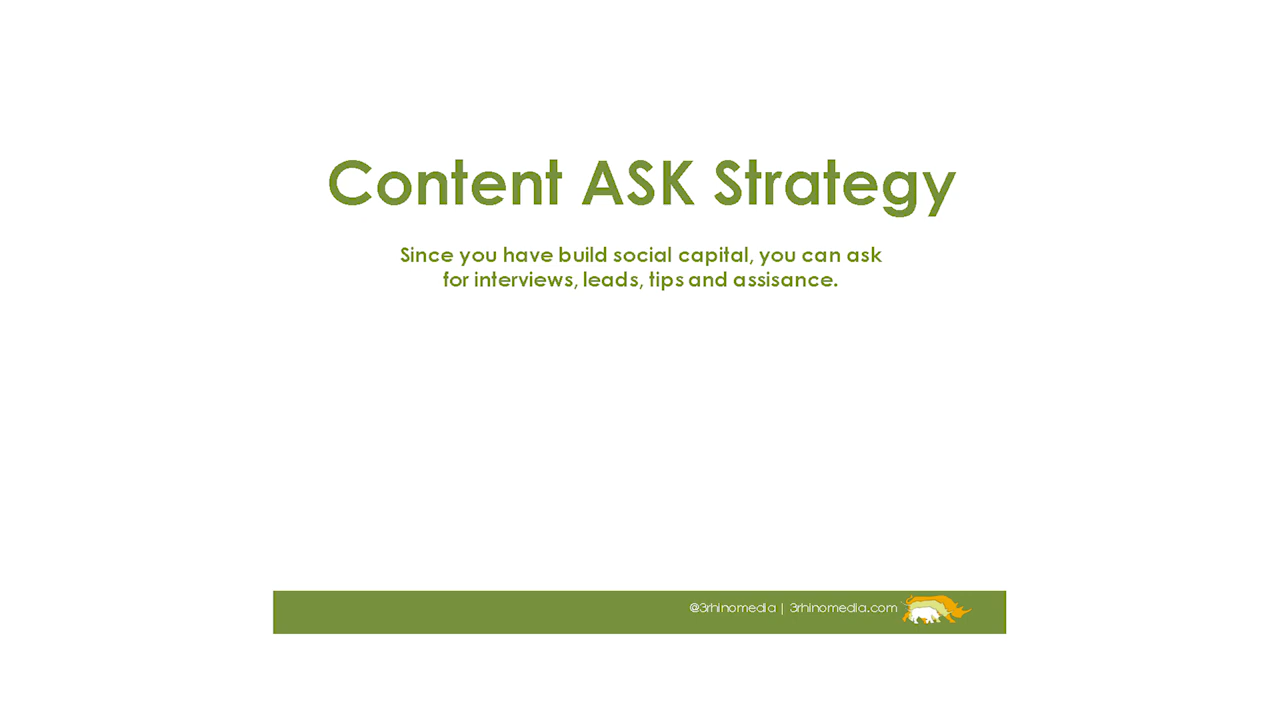 Content ASK Strategy
Since you have build social capital, you can ask
for interviews, leads, tips and assisance.
@3rhinomedia | 3rhinomedia.com